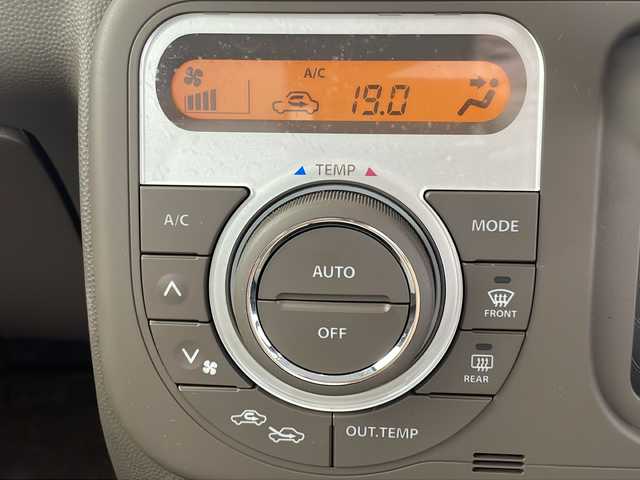 A/C
19.0
TEMP
A/C
MODE
AUTO
OFF
FRONT
REAR
OUT.TEMP